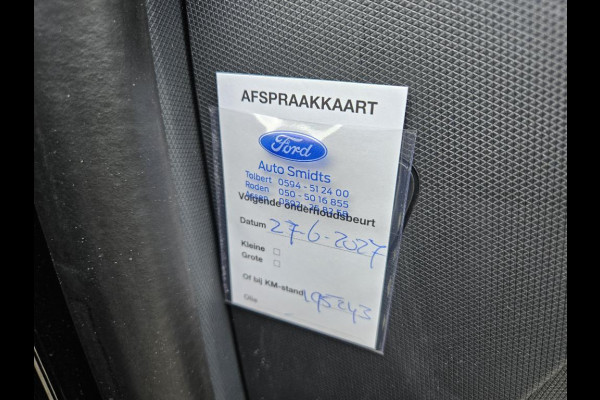 AFSPRAAKKAART
Ford
Auto Smidts
Tolbert 0594 - 51 24 00
Roden 050 - 50 16 855
Volgende onderhoudsbeurt
Datum 27-6-2027
Kleine
Grote
Of bij KM-stand 195243
Olie